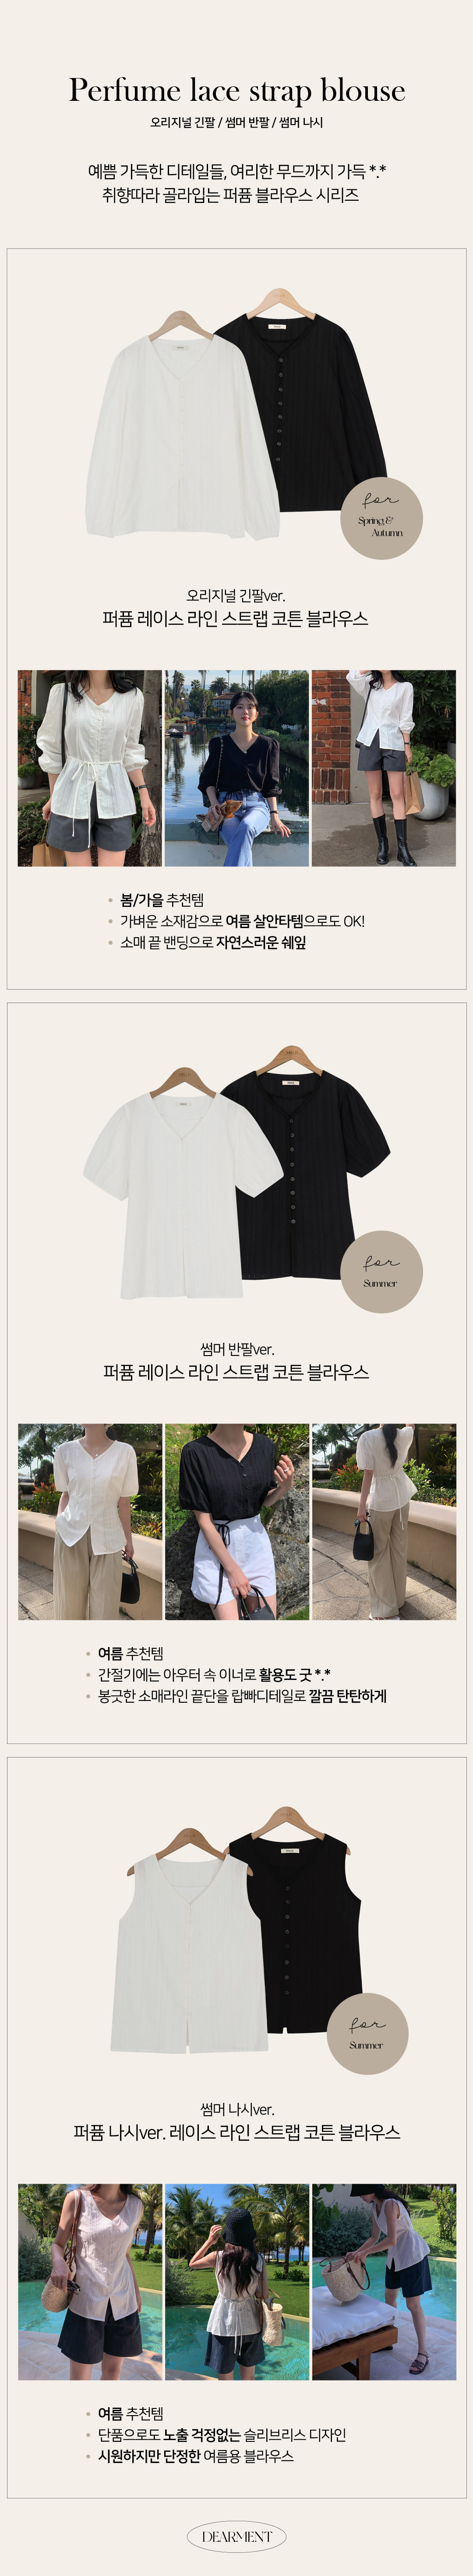 Perfume lace strap blouse
오리지널 긴팔 / 썸머 반팔 / 썸머 나시
예쁨 가득한 디테일들, 여리한 무드까지 가득 *.*
취향따라 골라입는 퍼퓸 블라우스 시리즈
for
Spring &
Autumn
오리지널 긴팔ver.
퍼퓸 레이스 라인 스트랩 코튼 블라우스
봄/가을 추천템
가벼운 소재감으로 여름 살안타템으로도 OK!
소매 끝 밴딩으로 자연스러운 쉐잎
for
Summer
썸머 반팔ver.
퍼퓸 레이스 라인 스트랩 코튼 블라우스
여름 추천템
간절기에는 아우터 속 이너로 활용도 굿 *.*
봉긋한 소매라인 끝단을 랍빠디테일로 깔끔 탄탄하게
for
Summer
썸머 나시ver.
퍼퓸 나시ver. 레이스 라인 스트랩 코튼 블라우스
여름 추천템
단품으로도 노출 걱정없는 슬리브리스 디자인
시원하지만 단정한 여름용 블라우스
DEARMENT